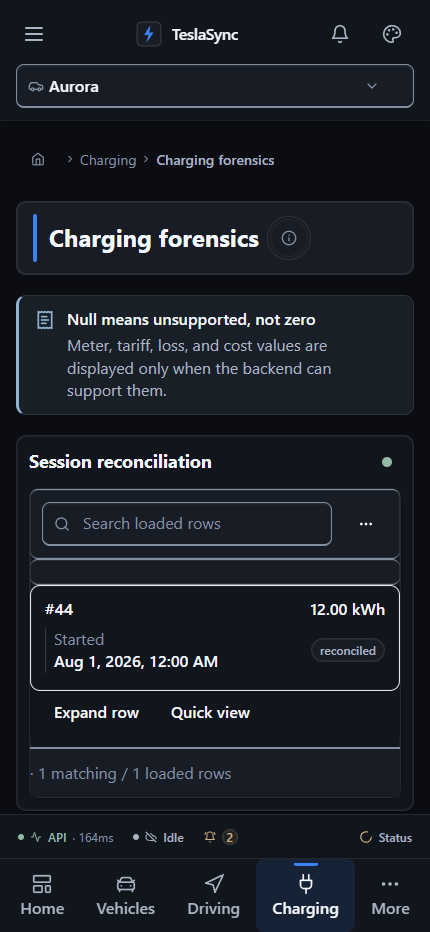 TeslaSync
Aurora
Charging
Charging forensics
Charging forensics
Null means unsupported, not zero
Meter, tariff, loss, and cost values are
displayed only when the backend can
support them.
Session reconciliation
Search loaded rows
#44
12.00 kWh
Started
Aug 1, 2026, 12:00 AM
reconciled
Expand row
Quick view
· 1 matching / 1 loaded rows
API · 164ms
Idle
2
Status
Home
Vehicles
Driving
Charging
More